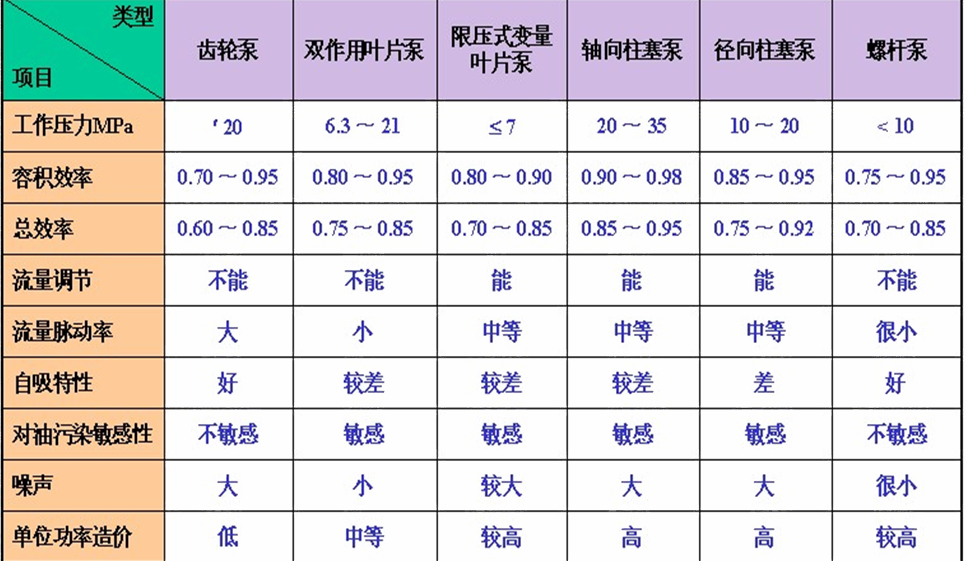 类型
项目
齿轮泵 双作用叶片泵 限压式变量 轴向柱塞泵 径向柱塞泵 螺杆泵
叶片泵
工作压力MPa 20 6.3～21 ≤7 20～35 10～20 <10
容积效率 0.70～0.95 0.80～0.95 0.80～0.90 0.90～0.98 0.85～0.95 0.75～0.95
总效率 0.60～0.85 0.75～0.85 0.70～0.85 0.85～0.95 0.75～0.92 0.70～0.85
流量调节 不能 不能 能 能 能 不能
流量脉动率 大 小 中等 中等 中等 很小
自吸特性 好 较差 较差 较差 差 好
对油污染敏感性 不敏感 敏感 敏感 敏感 敏感 不敏感
噪声 大 小 较大 大 大 很小
单位功率造价 低 中等 较高 高 高 较高